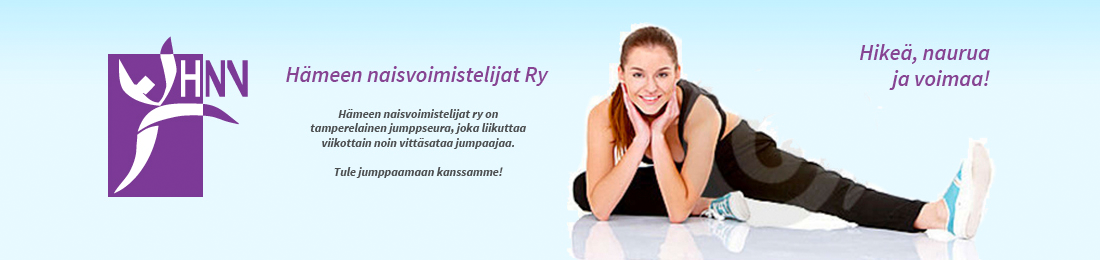 HNV
Hämeen naisvoimistelijat Ry
Hämeen naisvoimistelijat ry on
tamperelainen jumppseura, joka liikuttaa
viikottain noin vittäsataa jumpaajaa.
Tule jumppaamaan kanssamme!
Hikeä, naurua
ja voimaa!